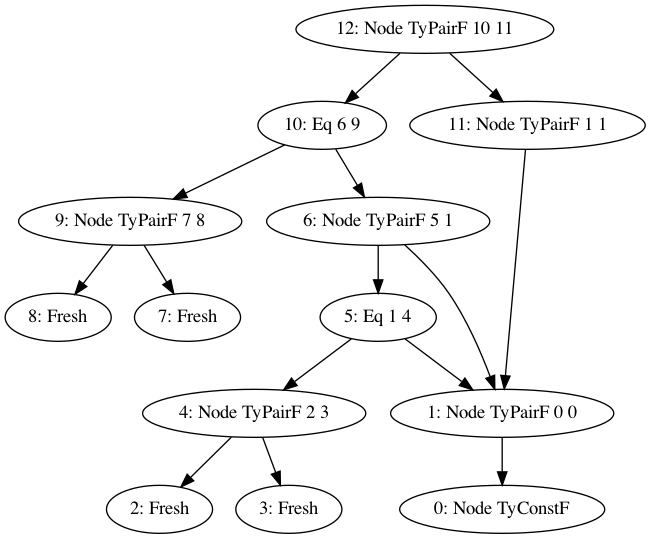 12: Node TyPairF 10 11
10: Eq 6 9
11: Node TyPairF 1 1
9: Node TyPairF 7 8
6: Node TyPairF 5 1
8: Fresh
7: Fresh
5: Eq 1 4
4: Node TyPairF 2 3
1: Node TyPairF 0 0
2: Fresh
3: Fresh
0: Node TyConstF